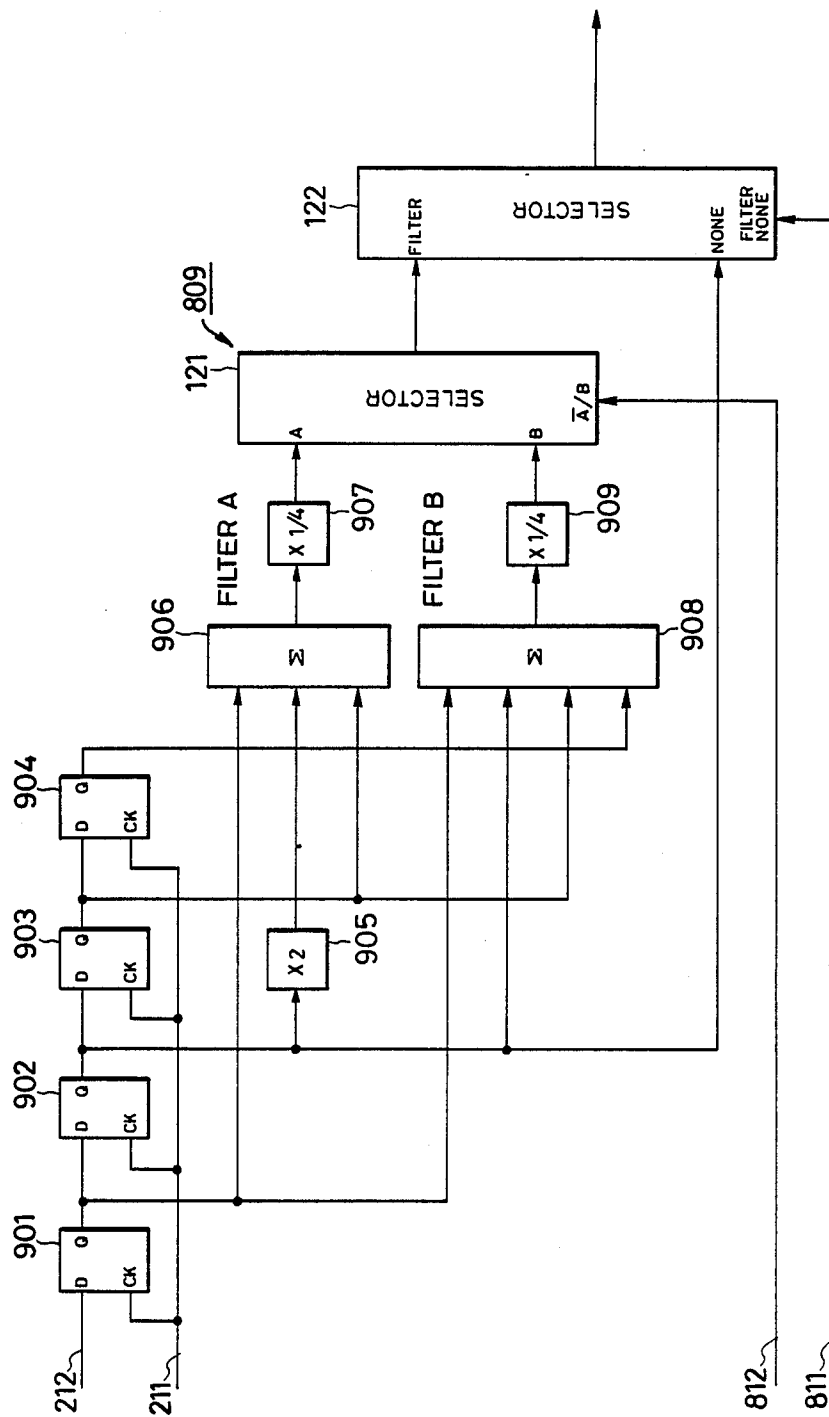 212
211
901
D
Q
CK
902
D
Q
CK
903
D
Q
CK
904
D
Q
CK
X 2
905
906
Σ
FILTER A
X 1/4
907
908
Σ
FILTER B
X 1/4
909
809
121
SELECTOR
A
B
A̅/B
122
SELECTOR
FILTER
NONE
FILTER
NONE
812
811